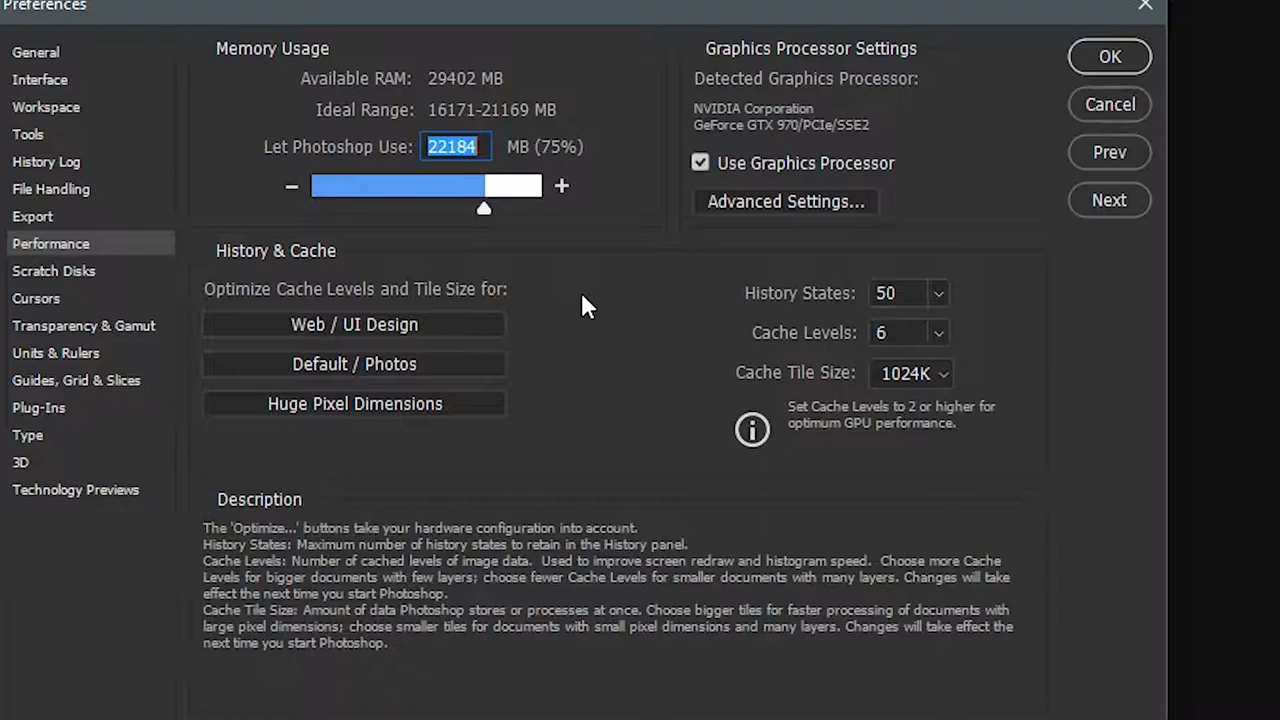 Preferences
General
Interface
Workspace
Tools
History Log
File Handling
Export
Performance
Scratch Disks
Cursors
Transparency & Gamut
Units & Rulers
Guides, Grid & Slices
Plug-Ins
Type
3D
Technology Previews
Memory Usage
Available RAM: 29402 MB
Ideal Range: 16171-21169 MB
Let Photoshop Use: 22184 MB (75%)
Graphics Processor Settings
Detected Graphics Processor:
NVIDIA Corporation
GeForce GTX 970/PCIe/SSE2
Use Graphics Processor
Advanced Settings...
OK
Cancel
Prev
Next
History & Cache
Optimize Cache Levels and Tile Size for:
Web / UI Design
Default / Photos
Huge Pixel Dimensions
History States: 50
Cache Levels: 6
Cache Tile Size: 1024K
Set Cache Levels to 2 or higher for
optimum GPU performance.
Description
The 'Optimize...' buttons take your hardware configuration into account.
History States: Maximum number of history states to retain in the History panel.
Cache Levels: Number of cached levels of image data. Used to improve screen redraw and histogram speed. Choose more Cache
Levels for bigger documents with few layers; choose fewer Cache Levels for smaller documents with many layers. Changes will take
effect the next time you start Photoshop.
Cache Tile Size: Amount of data Photoshop stores or processes at once. Choose bigger tiles for faster processing of documents with
large pixel dimensions; choose smaller tiles for documents with small pixel dimensions and many layers. Changes will take effect the
next time you start Photoshop.